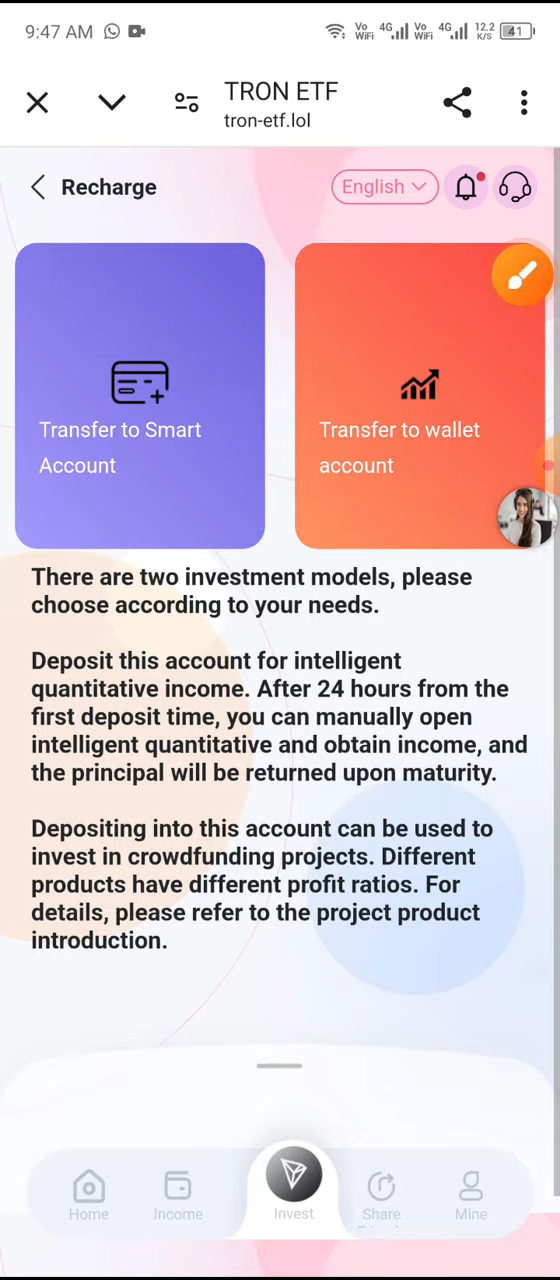 9:47 AM
Vo WiFi 4G Vo WiFi 4G 12.2 K/S 41
TRON ETF
tron-etf.lol
Recharge
English
Transfer to Smart
Account
Transfer to wallet
account
There are two investment models, please
choose according to your needs.
Deposit this account for intelligent
quantitative income. After 24 hours from the
first deposit time, you can manually open
intelligent quantitative and obtain income, and
the principal will be returned upon maturity.
Depositing into this account can be used to
invest in crowdfunding projects. Different
products have different profit ratios. For
details, please refer to the project product
introduction.
Home
Income
Invest
Share
Mine